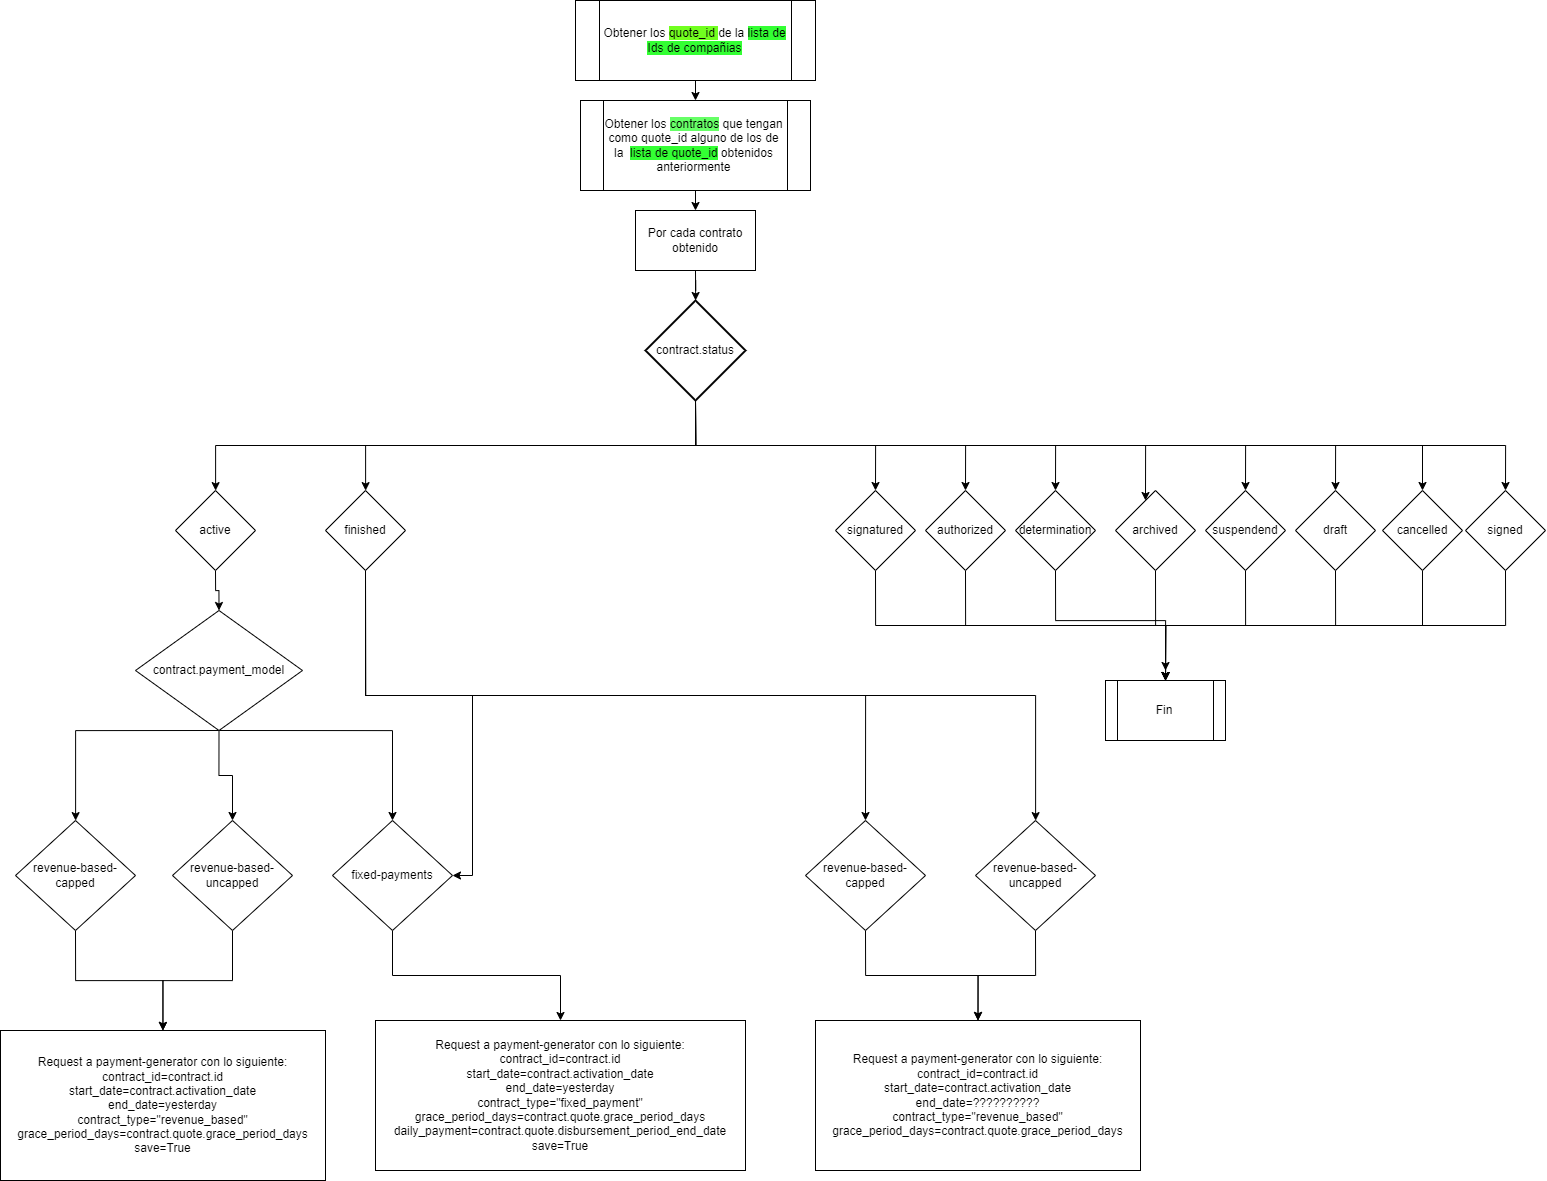 Obtener los quote_id de la lista de
Ids de compañias
Obtener los contratos que tengan
como quote_id alguno de los de
la lista de quote_id obtenidos
anteriormente
Por cada contrato
obtenido
contract.status
active
finished
signatured
authorized
determination
archived
suspendend
draft
cancelled
signed
contract.payment_model
Fin
revenue-based-
capped
revenue-based-
uncapped
fixed-payments
revenue-based-
capped
revenue-based-
uncapped
Request a payment-generator con lo siguiente:
contract_id=contract.id
start_date=contract.activation_date
end_date=yesterday
contract_type="revenue_based"
grace_period_days=contract.quote.grace_period_days
save=True
Request a payment-generator con lo siguiente:
contract_id=contract.id
start_date=contract.activation_date
end_date=yesterday
contract_type="fixed_payment"
grace_period_days=contract.quote.grace_period_days
daily_payment=contract.quote.disbursement_period_end_date
save=True
Request a payment-generator con lo siguiente:
contract_id=contract.id
start_date=contract.activation_date
end_date=??????????
contract_type="revenue_based"
grace_period_days=contract.quote.grace_period_days